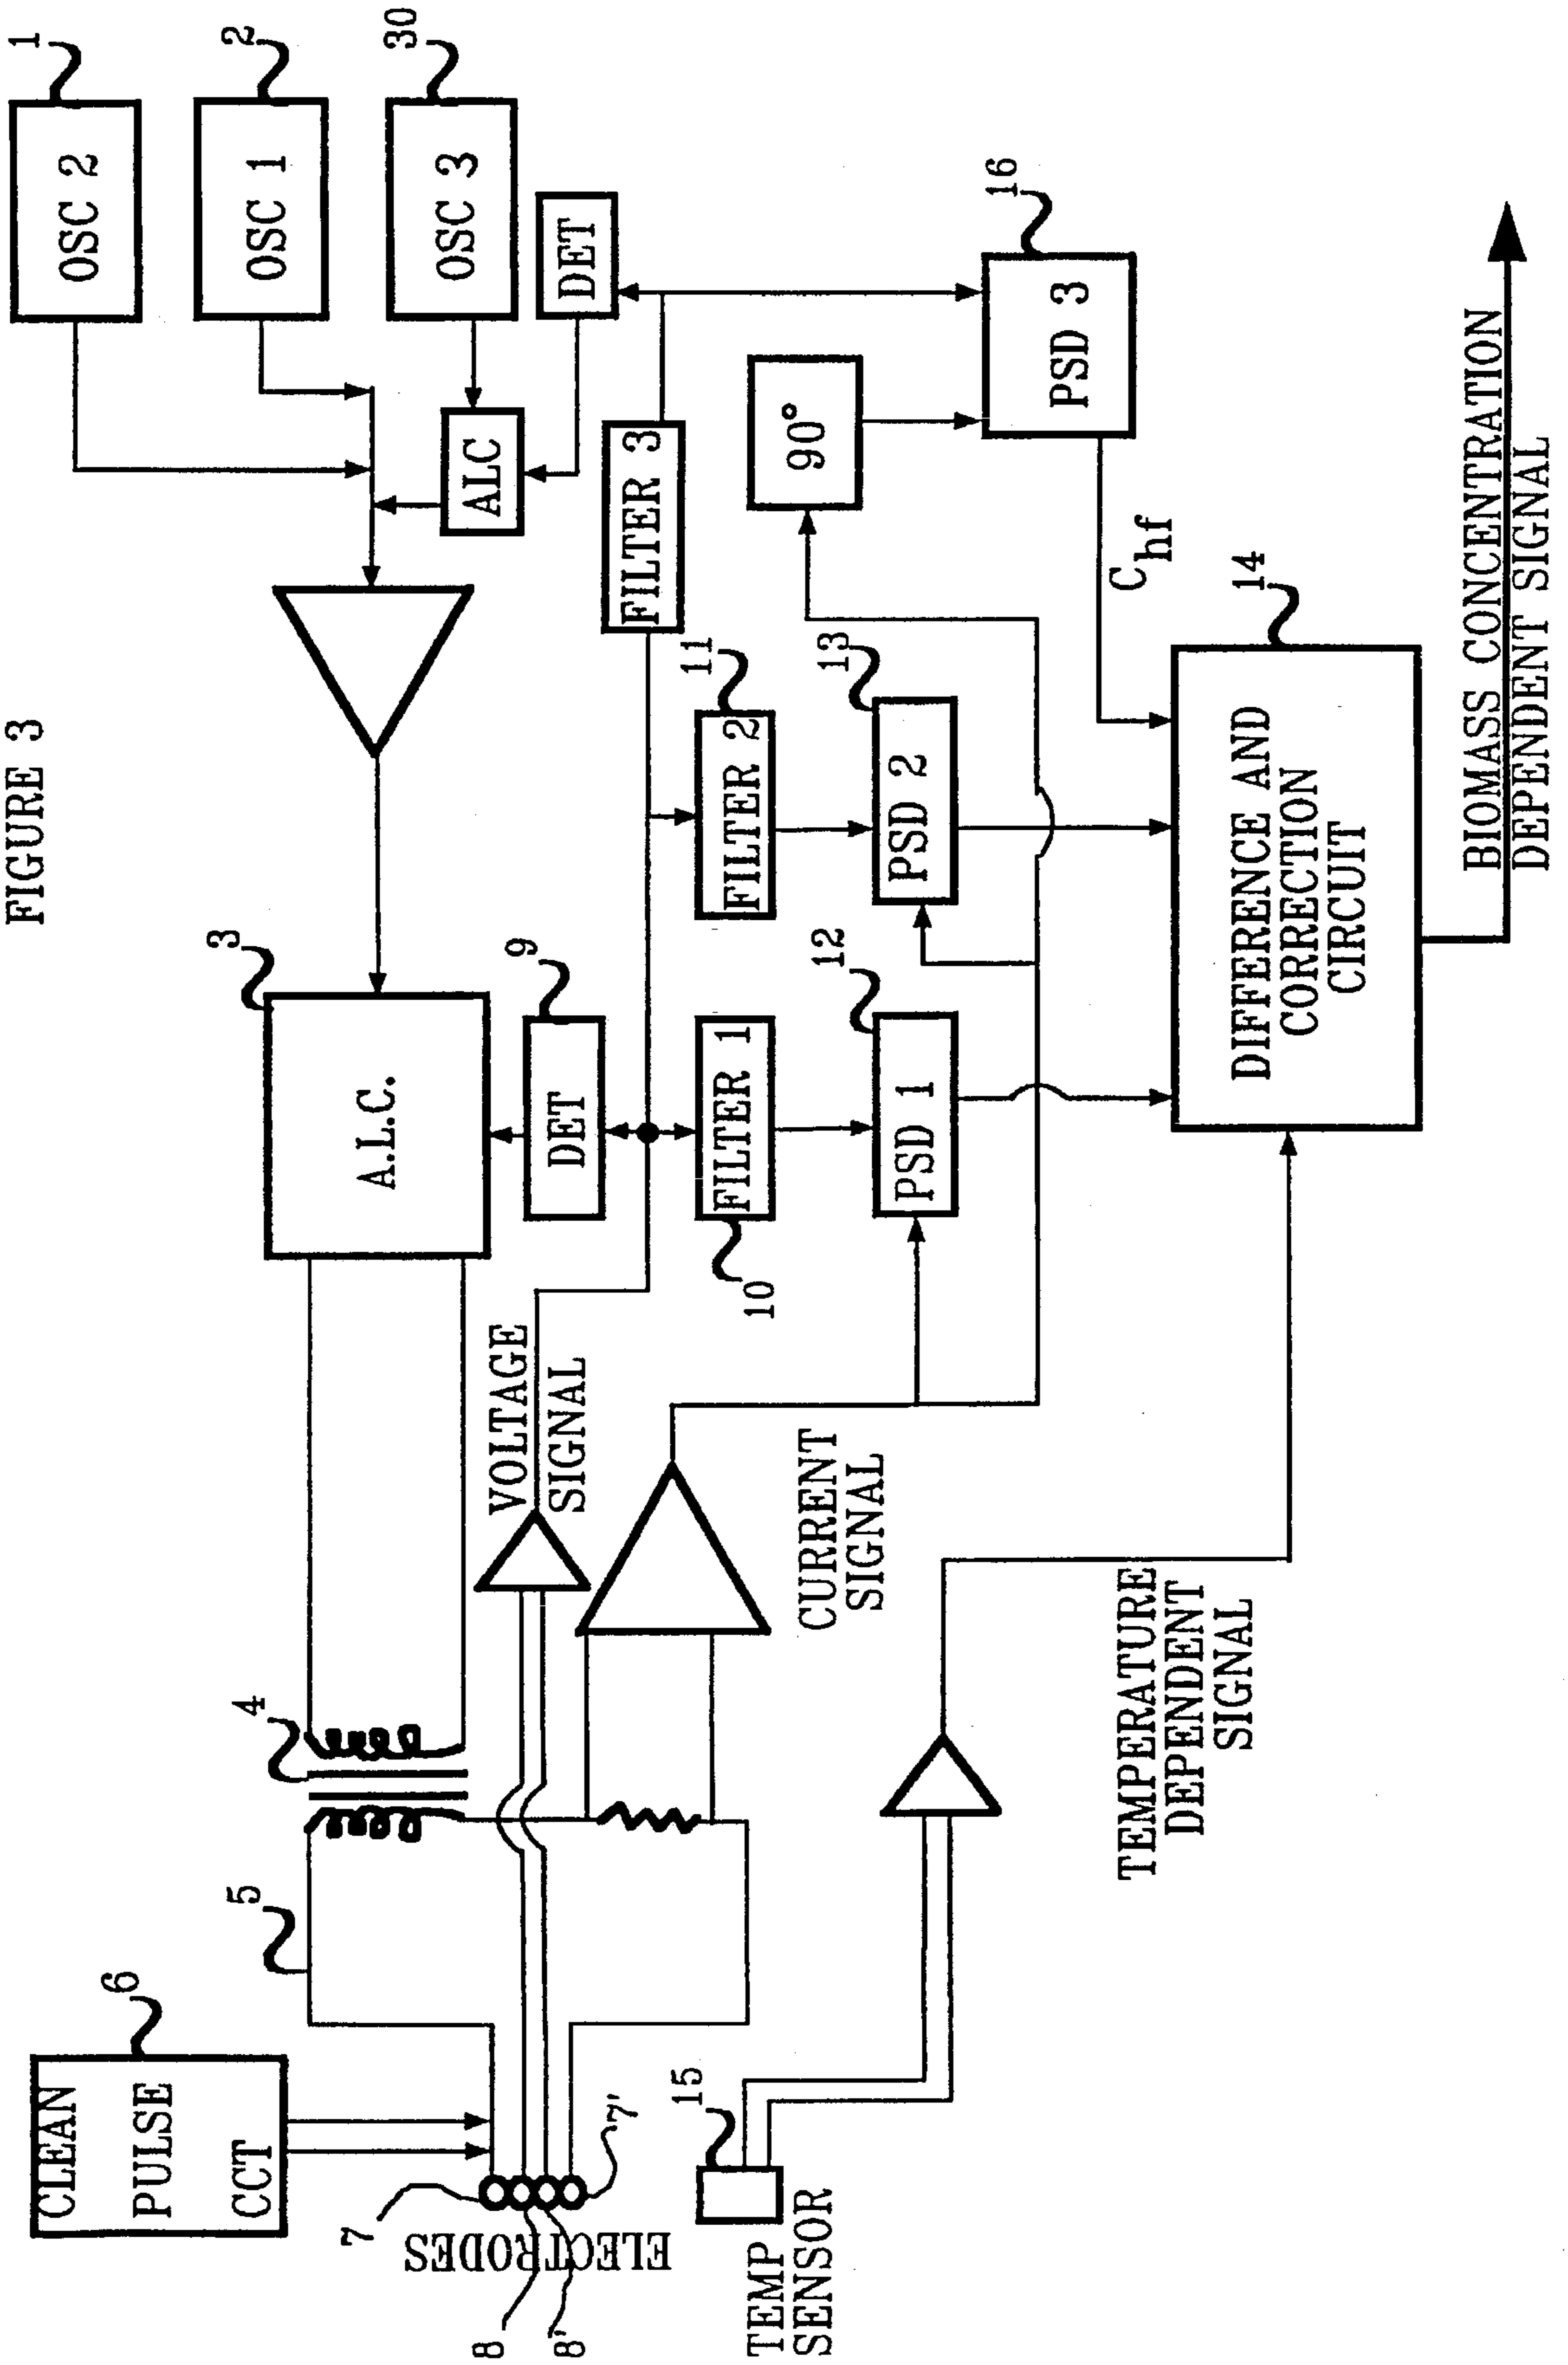 FIGURE 3
CLEAN
PULSE
CCT
6
5
4
3
A.L.C.
OSC 2
1
OSC 1
2
OSC 3
30
ALC
DET
7
ELECTRODES
8
8'
7'
VOLTAGE
SIGNAL
DET
9
FILTER 3
FILTER 1
10
FILTER 2
11
90°
CURRENT
SIGNAL
PSD 1
12
PSD 2
13
PSD 3
16
Chf
TEMP
SENSOR
15
TEMPERATURE
DEPENDENT
SIGNAL
DIFFERENCE AND
CORRECTION
CIRCUIT
14
BIOMASS CONCENTRATION
DEPENDENT SIGNAL